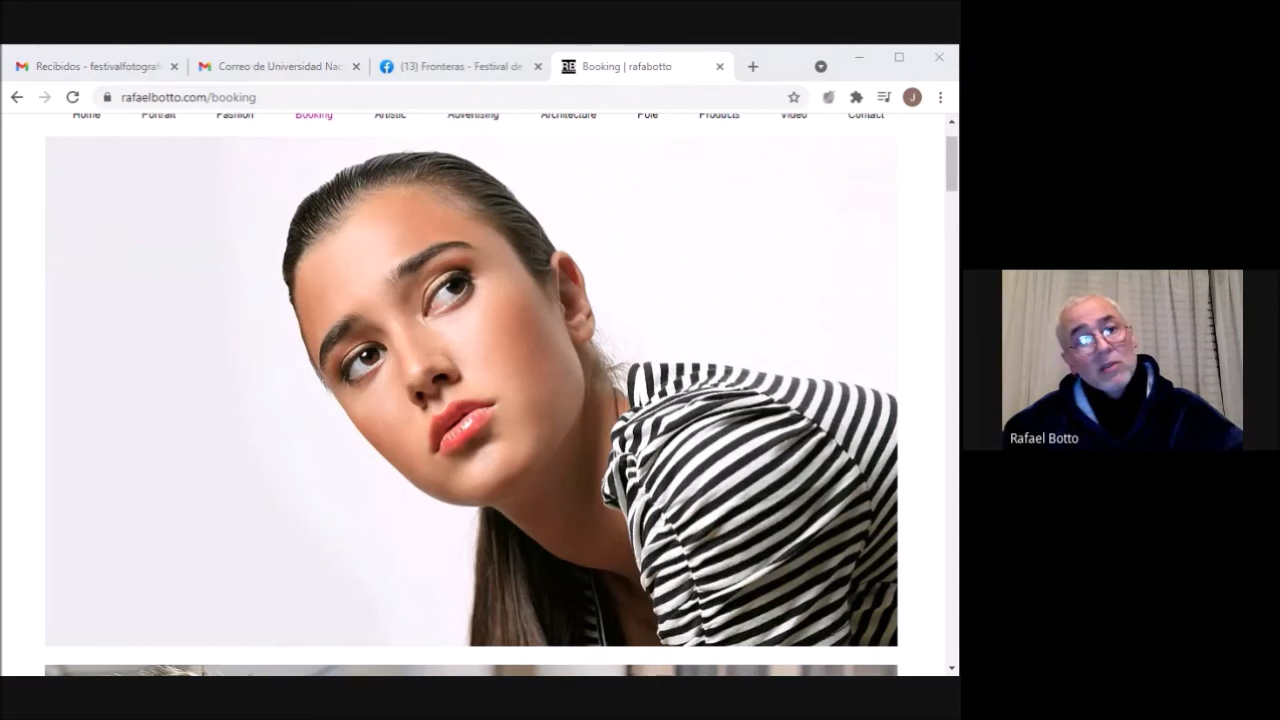 Recibidos - festivalfotograf
Correo de Universidad Nac
(13) Fronteras - Festival de
RB
Booking | rafabotto
rafaelbotto.com/booking
J
Home
Portrait
Fashion
Booking
Artistic
Advertising
Architecture
Pole
Products
Video
Contact
Rafael Botto